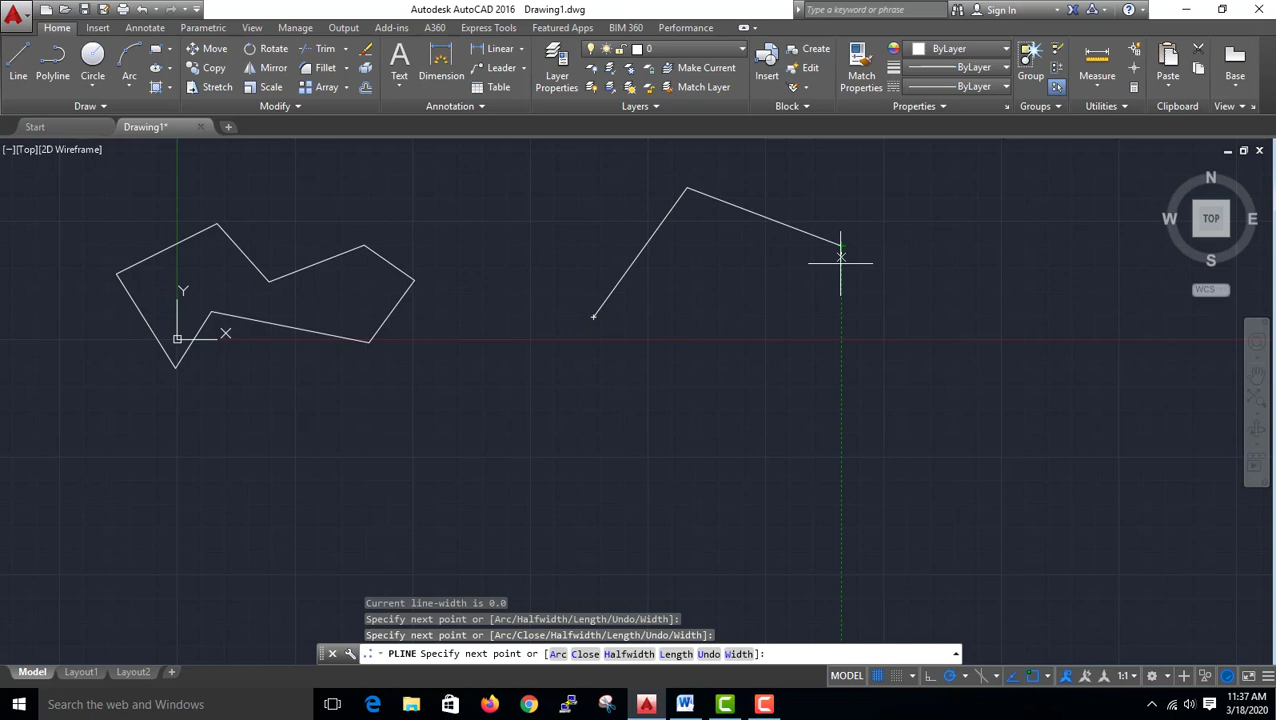 Autodesk AutoCAD 2016 Drawing1.dwg
Type a keyword or phrase
Sign In
Home Insert Annotate Parametric View Manage Output Add-ins A360 Express Tools Featured Apps BIM 360 Performance
Line Polyline Circle Arc
Move Rotate Trim
Copy Mirror Fillet
Stretch Scale Array
Text Dimension
Linear
Leader
Table
Layer
Properties
0
Make Current
Match Layer
Insert
Create
Edit
Match
Properties
ByLayer
ByLayer
ByLayer
Group
Measure
Paste
Base
Draw Modify Annotation Layers Block Properties Groups Utilities Clipboard View
Start Drawing1*
[−][Top][2D Wireframe]
N
W TOP E
S
WCS
Y
X
Current line-width is 0.0
Specify next point or [Arc/Halfwidth/Length/Undo/Width]:
Specify next point or [Arc/Close/Halfwidth/Length/Undo/Width]:
PLINE Specify next point or [Arc Close Halfwidth Length Undo Width]:
Model Layout1 Layout2
MODEL 1:1
Search the web and Windows
11:37 AM
3/18/2020